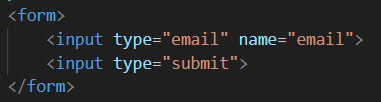 <form>
    <input type="email" name="email">
    <input type="submit">
</form>